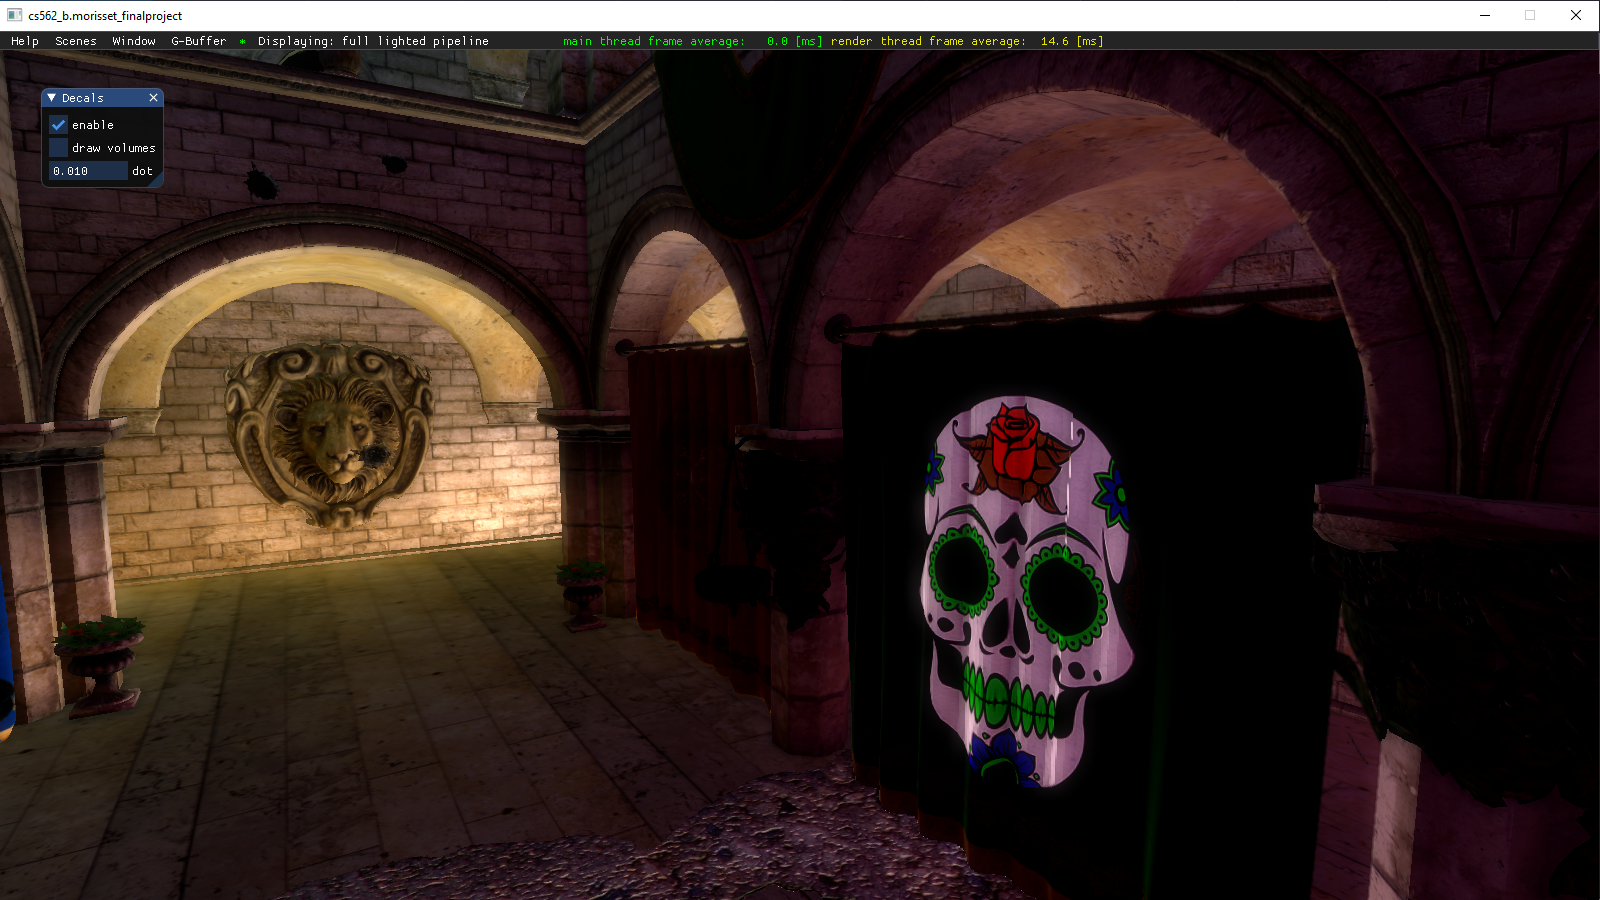 cs562_b.morisset_finalproject
Help Scenes Window G-Buffer * Displaying: full lighted pipeline main thread frame average: 0.0 [ms] render thread frame average: 14.6 [ms]
Decals
enable
draw volumes
0.010 dot